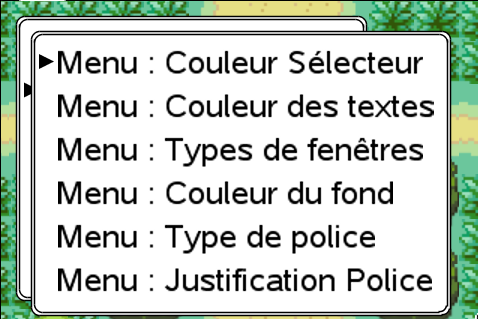 Menu : Couleur Sélecteur
Menu : Couleur des textes
Menu : Types de fenêtres
Menu : Couleur du fond
Menu : Type de police
Menu : Justification Police